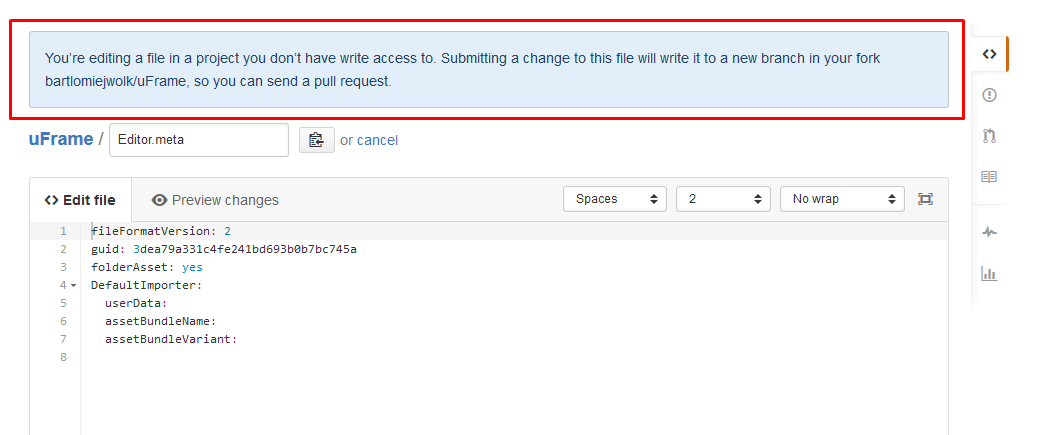 You're editing a file in a project you don't have write access to. Submitting a change to this file will write it to a new branch in your fork
bartlomiejwolk/uFrame, so you can send a pull request.
uFrame / Editor.meta or cancel
Edit file Preview changes Spaces 2 No wrap
1 fileFormatVersion: 2
2 guid: 3dea79a331c4fe241bd693b0b7bc745a
3 folderAsset: yes
4 DefaultImporter:
5 userData:
6 assetBundleName:
7 assetBundleVariant:
8